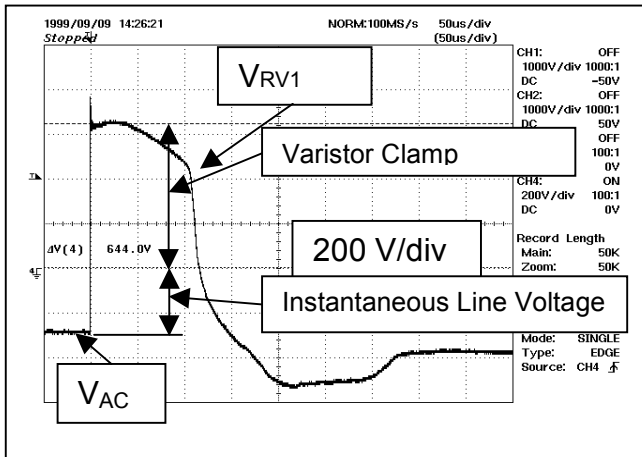 1999/09/09 14:26:21
NORM:100MS/s 50us/div
Stopped (50us/div)
CH1: OFF
1000V/div 1000:1
DC -50V
CH2: OFF
1000V/div 1000:1
DC 50V
OFF
100:1
0V
CH4: ON
200V/div 100:1
DC 0V
Record Length
Main: 50K
Zoom: 50K
Mode: SINGLE
Type: EDGE
Source: CH4
VRV1
Varistor Clamp
ΔV(4) 644.0V
200 V/div
Instantaneous Line Voltage
VAC